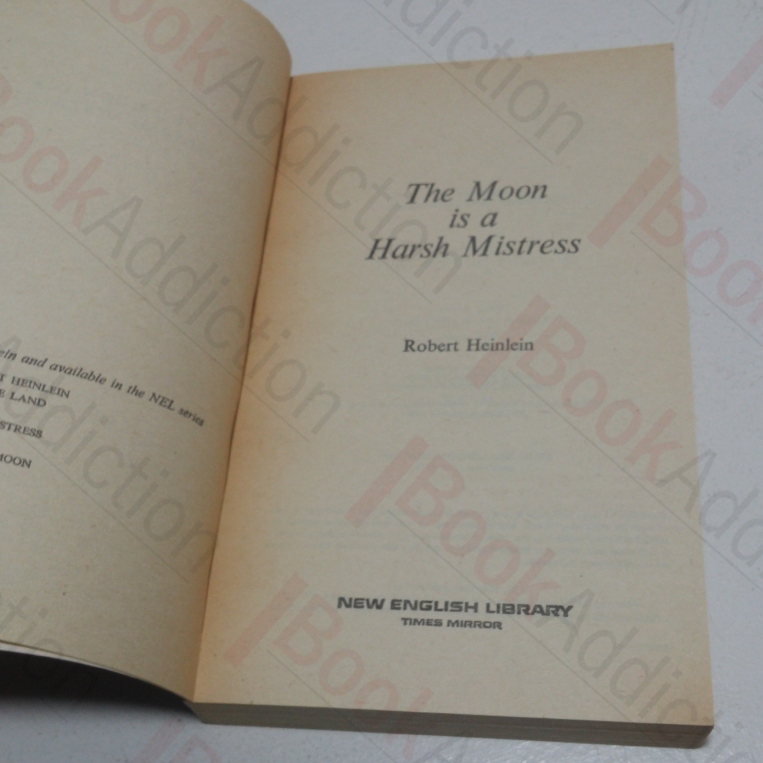 ein and available in the NEL series
T HEINLEIN
E LAND
STRESS
MOON
The Moon
is a
Harsh Mistress
Robert Heinlein
NEW ENGLISH LIBRARY
TIMES MIRROR
BookAddiction